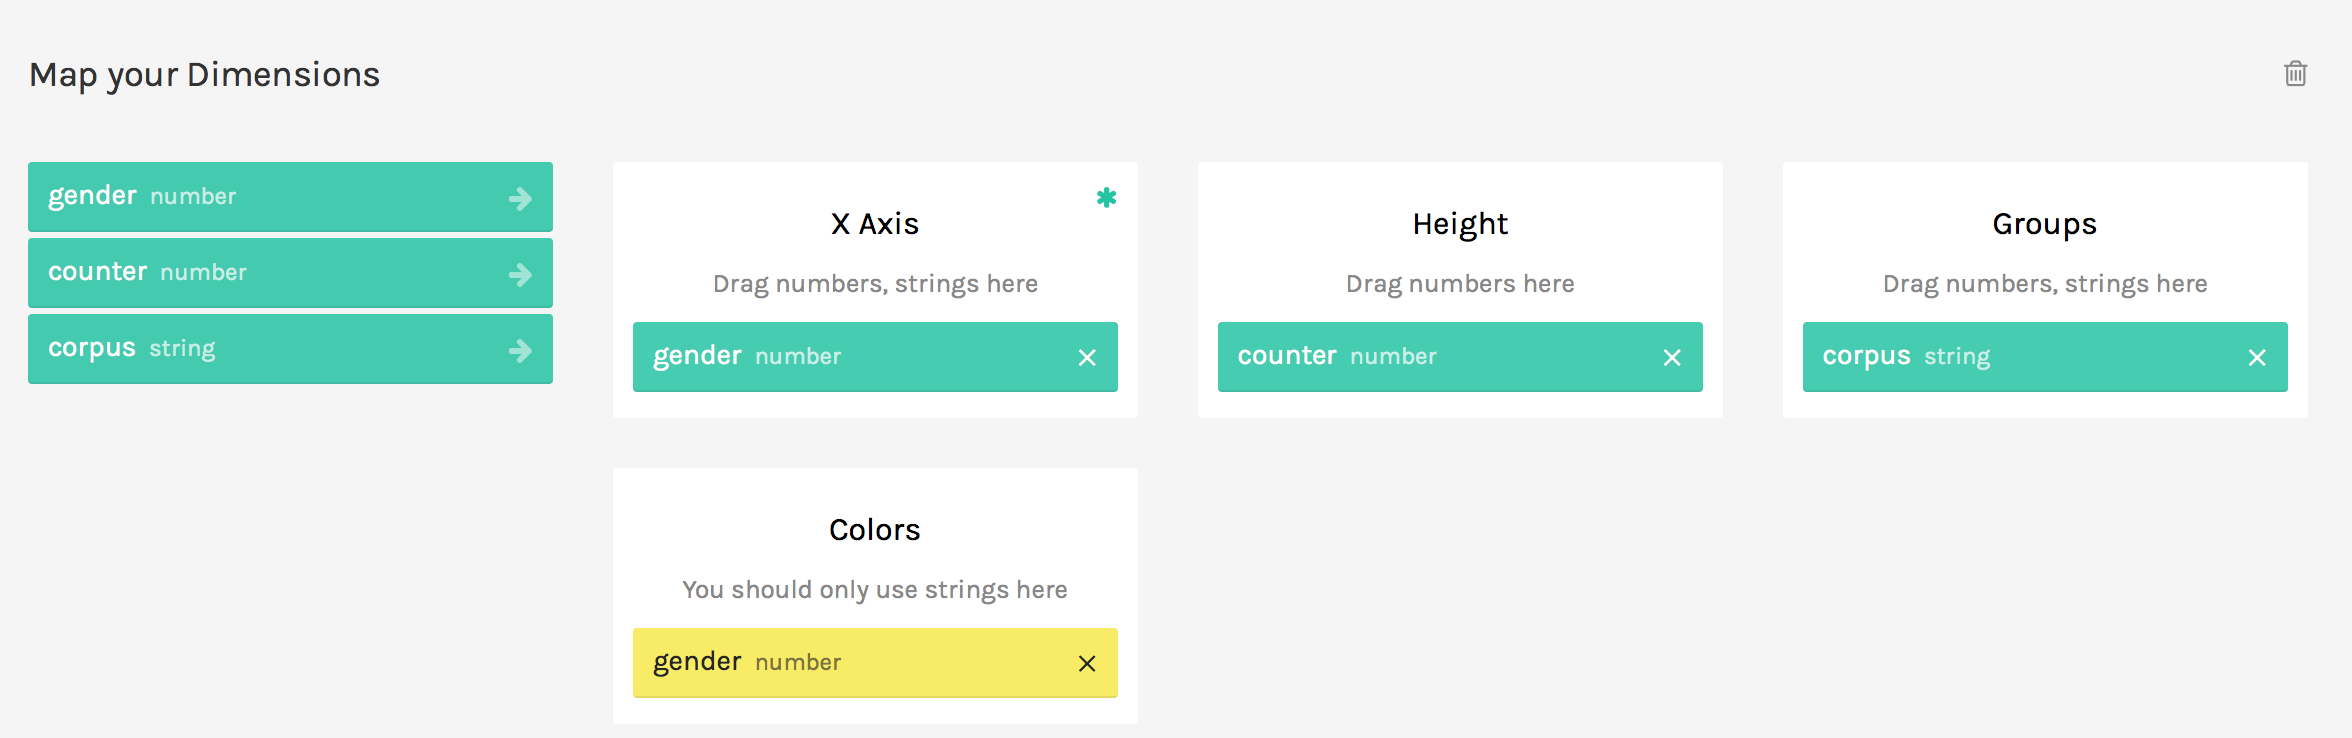 Map your Dimensions
gender number
counter number
corpus string
X Axis
Drag numbers, strings here
gender number
Height
Drag numbers here
counter number
Groups
Drag numbers, strings here
corpus string
Colors
You should only use strings here
gender number